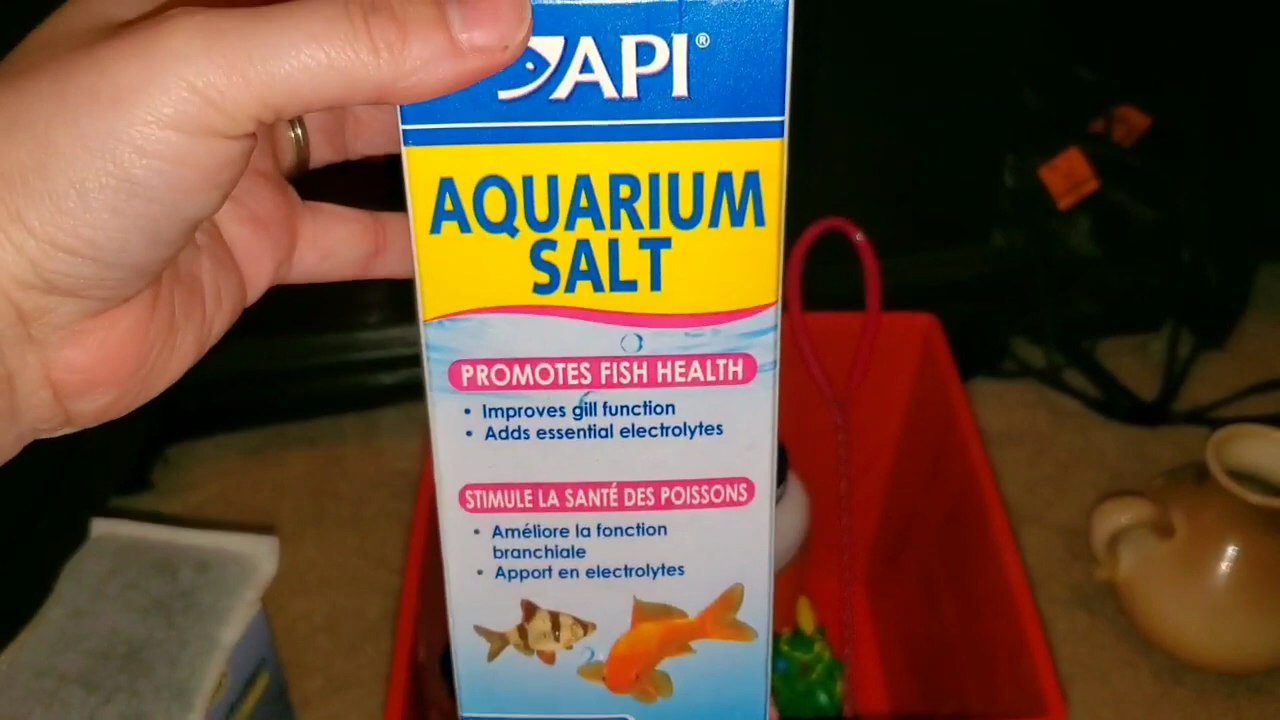 API®
AQUARIUM
SALT
PROMOTES FISH HEALTH
• Improves gill function
• Adds essential electrolytes
STIMULE LA SANTÉ DES POISSONS
• Améliore la fonction
branchiale
• Apport en electrolytes